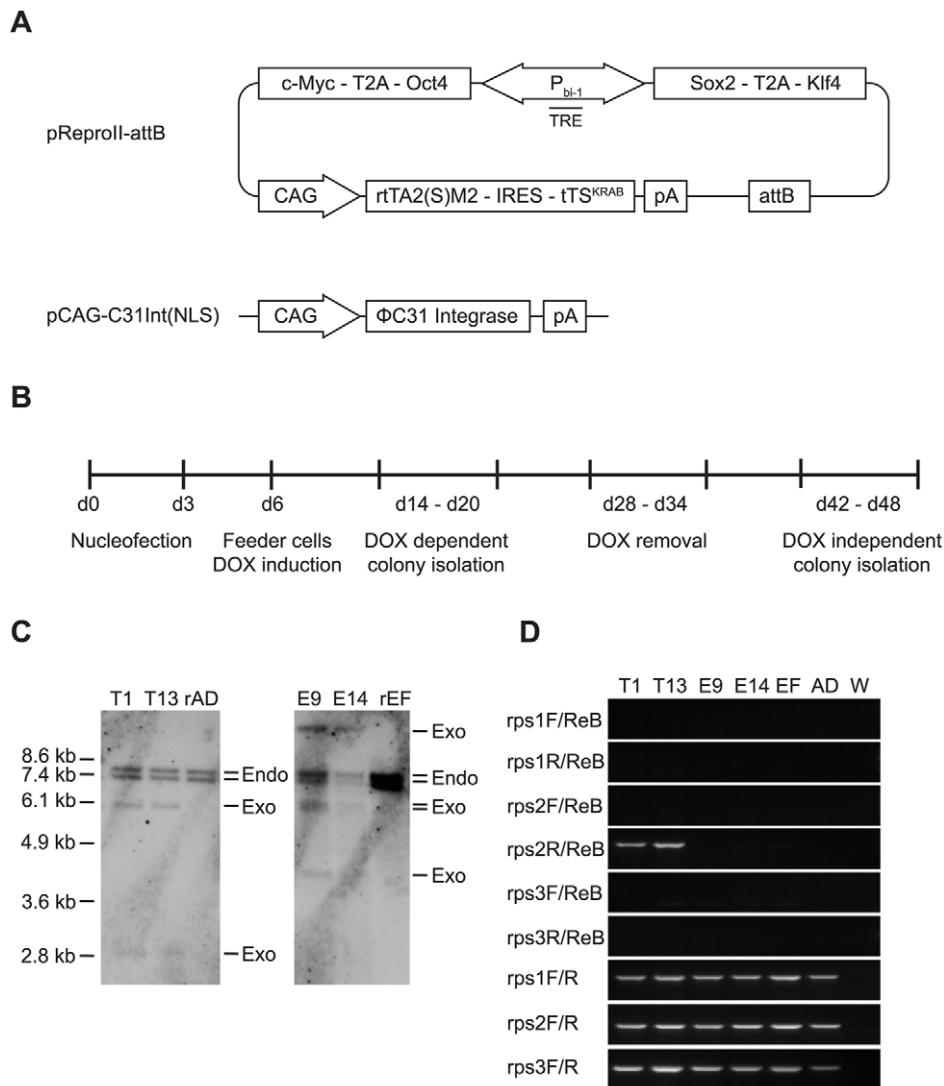 A
pReproII-attB
c-Myc - T2A - Oct4
Pbi-1
TRE
Sox2 - T2A - Klf4
CAG
rtTA2(S)M2 - IRES - tTSKRAB
pA
attB
pCAG-C31Int(NLS)
CAG
ΦC31 Integrase
pA
B
d0 d3 d6 d14 - d20 d28 - d34 d42 - d48
Nucleofection
Feeder cells
DOX induction
DOX dependent
colony isolation
DOX removal
DOX independent
colony isolation
C
T1 T13 rAD
8.6 kb
7.4 kb
6.1 kb
4.9 kb
3.6 kb
2.8 kb
Endo
Exo
Exo
E9 E14 rEF
Exo
Endo
Exo
Exo
D
T1 T13 E9 E14 EF AD W
rps1F/ReB
rps1R/ReB
rps2F/ReB
rps2R/ReB
rps3F/ReB
rps3R/ReB
rps1F/R
rps2F/R
rps3F/R